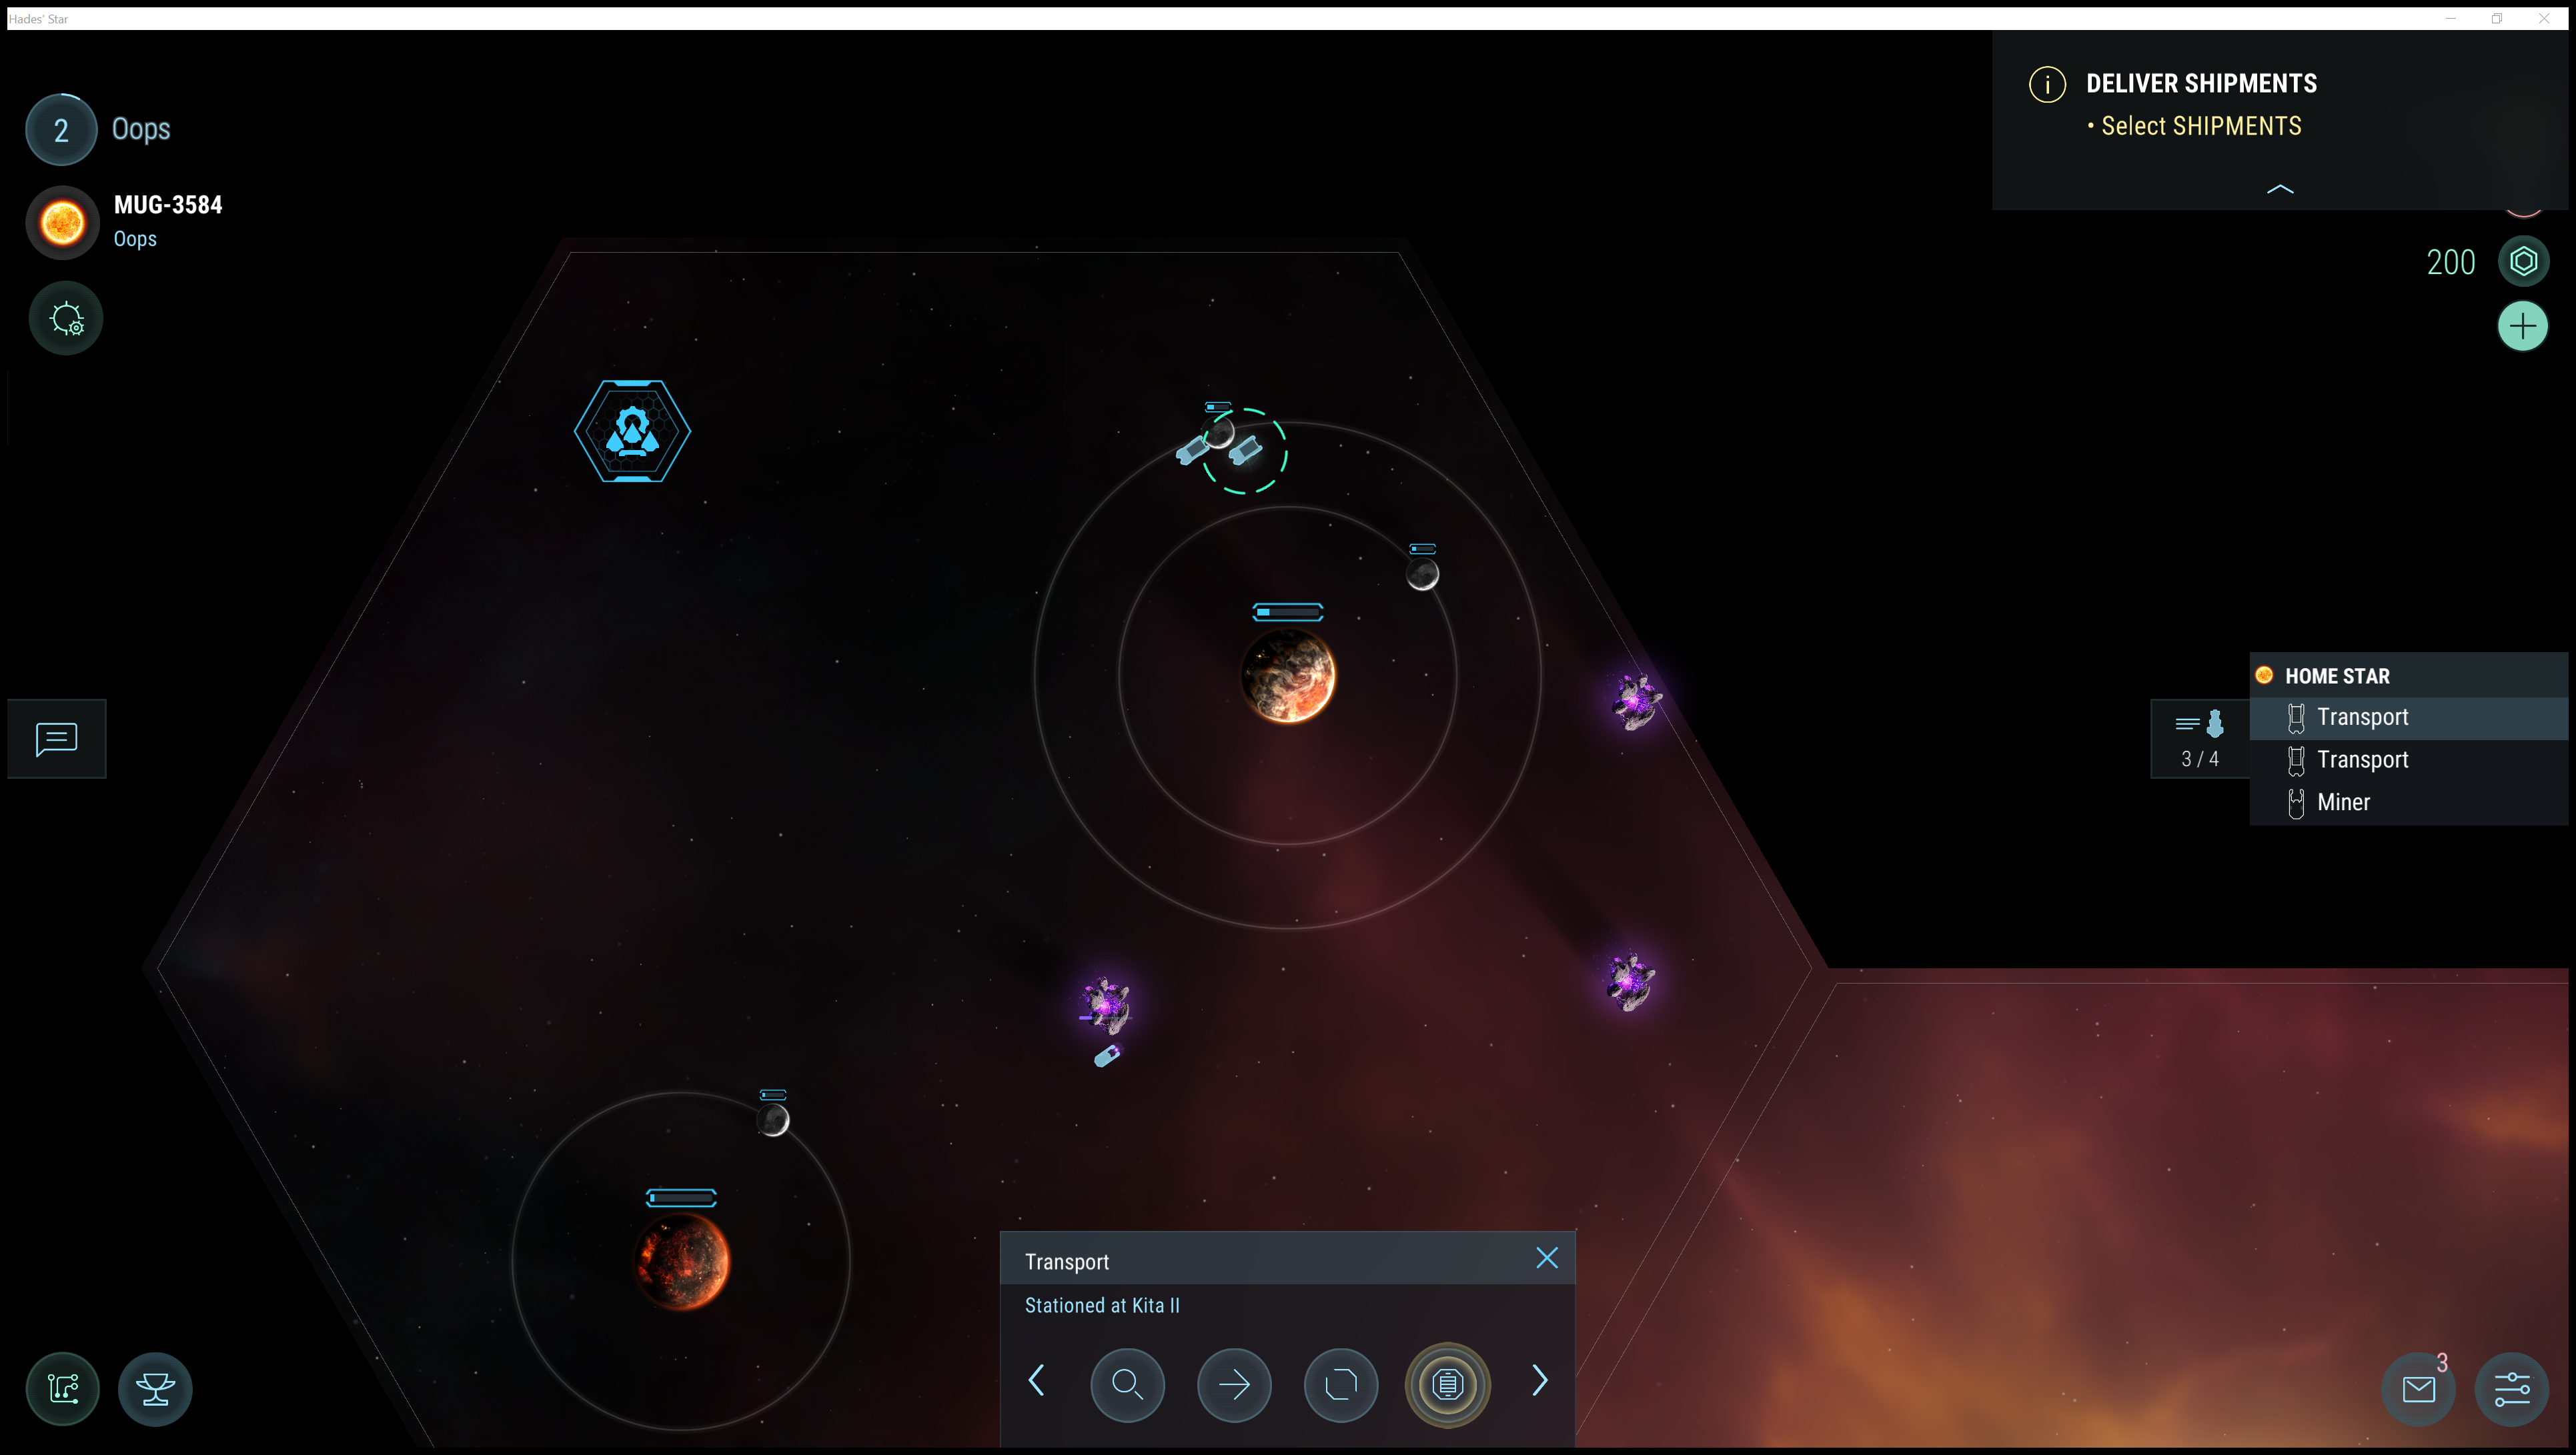 Hades' Star
DELIVER SHIPMENTS
• Select SHIPMENTS
2
Oops
MUG-3584
Oops
200
HOME STAR
Transport
Transport
Miner
3 / 4
Transport
Stationed at Kita II
3